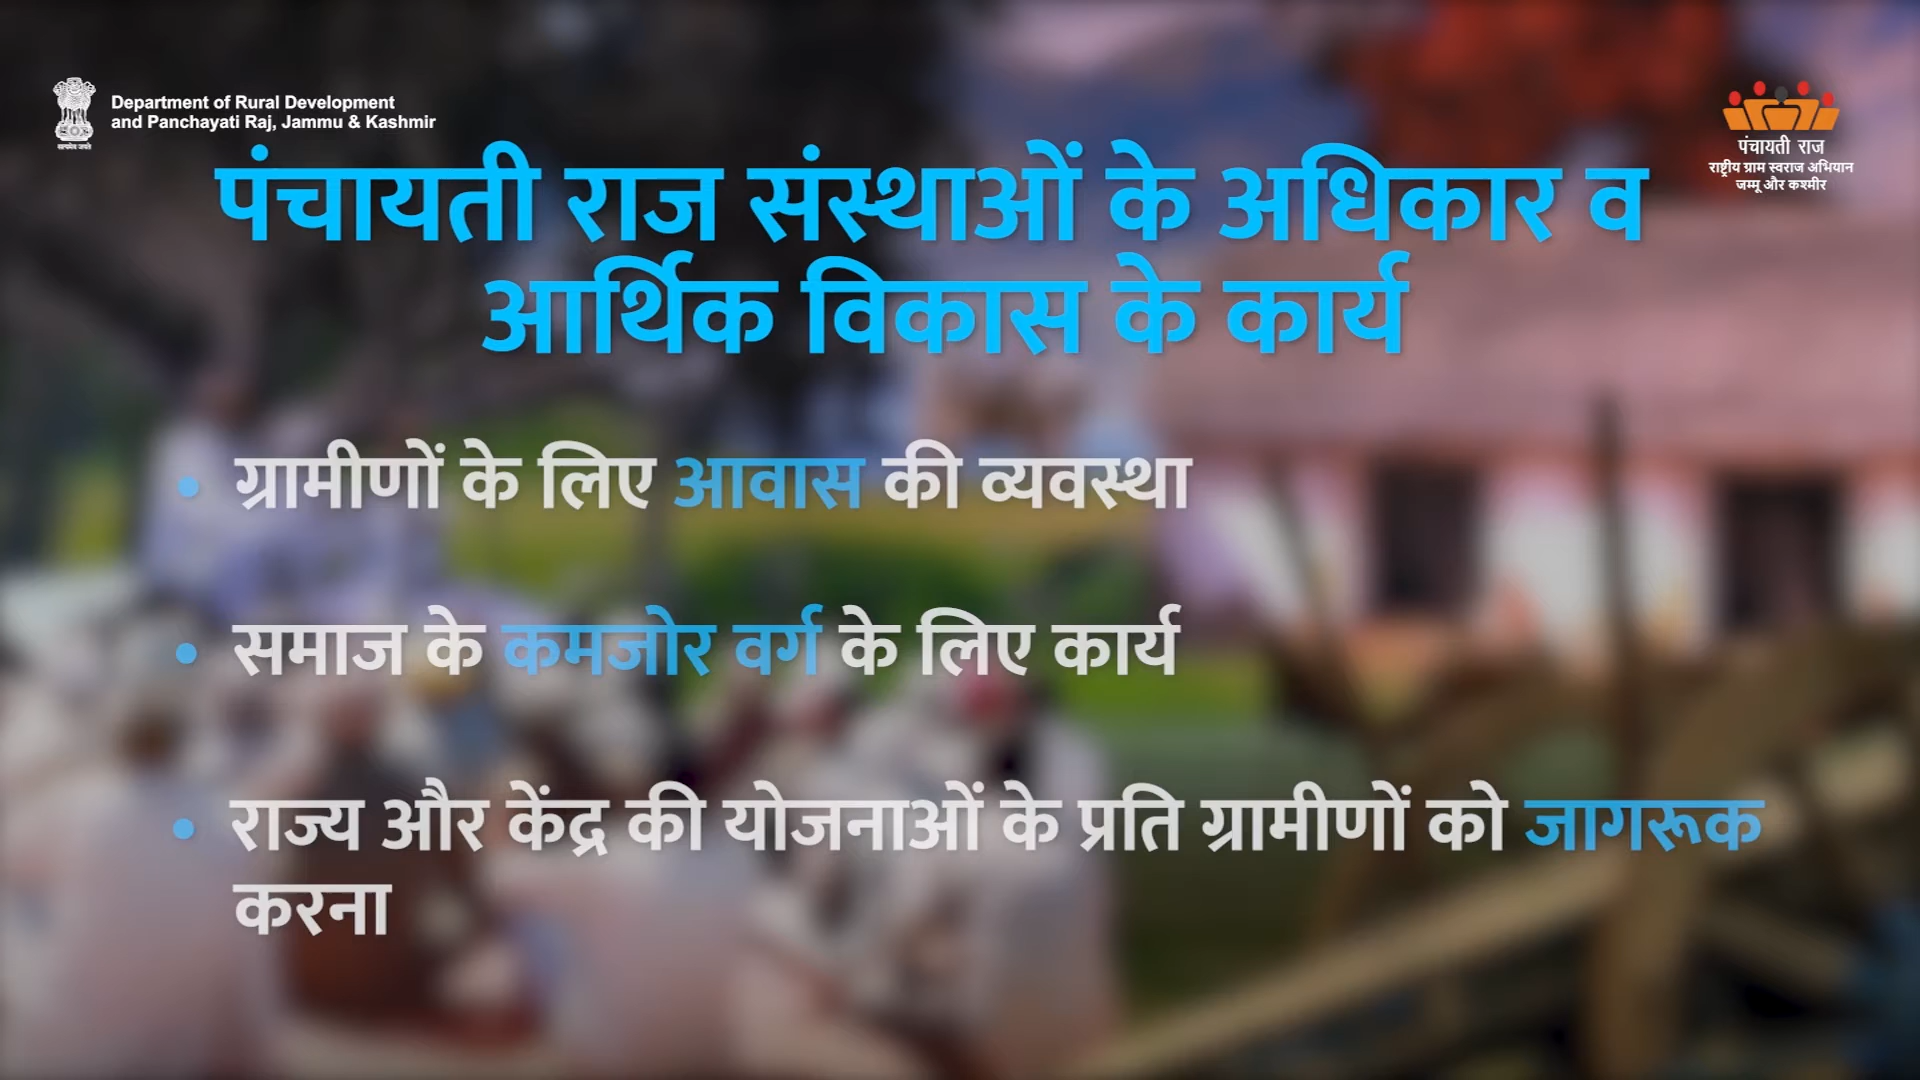 Department of Rural Development
and Panchayati Raj, Jammu & Kashmir
पंचायती राज
राष्ट्रीय ग्राम स्वराज अभियान
जम्मू और कश्मीर
पंचायती राज संस्थाओं के अधिकार व
आर्थिक विकास के कार्य
• ग्रामीणों के लिए आवास की व्यवस्था
• समाज के कमजोर वर्ग के लिए कार्य
• राज्य और केंद्र की योजनाओं के प्रति ग्रामीणों को जागरूक
करना